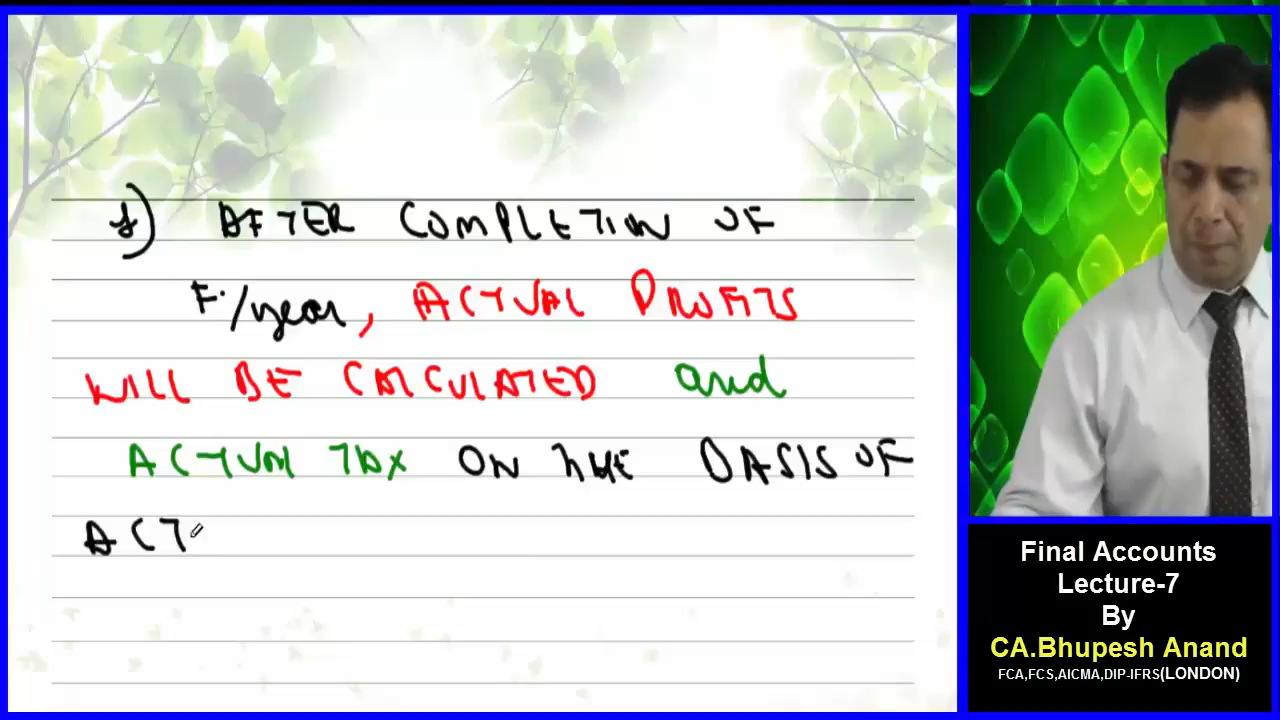 AFTER COMPLETION OF
F./year, ACTUAL PROFITS
WILL BE CALCULATED and
ACTUAL TAX ON THE BASIS OF
ACT
Final Accounts
Lecture-7
By
CA.Bhupesh Anand
FCA,FCS,AICMA,DIP-IFRS(LONDON)